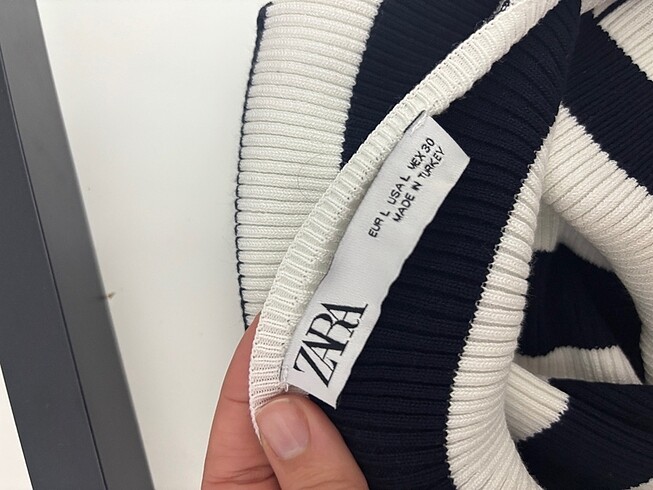 ZARA
EUR L USA L MEX 30
MADE IN TURKEY